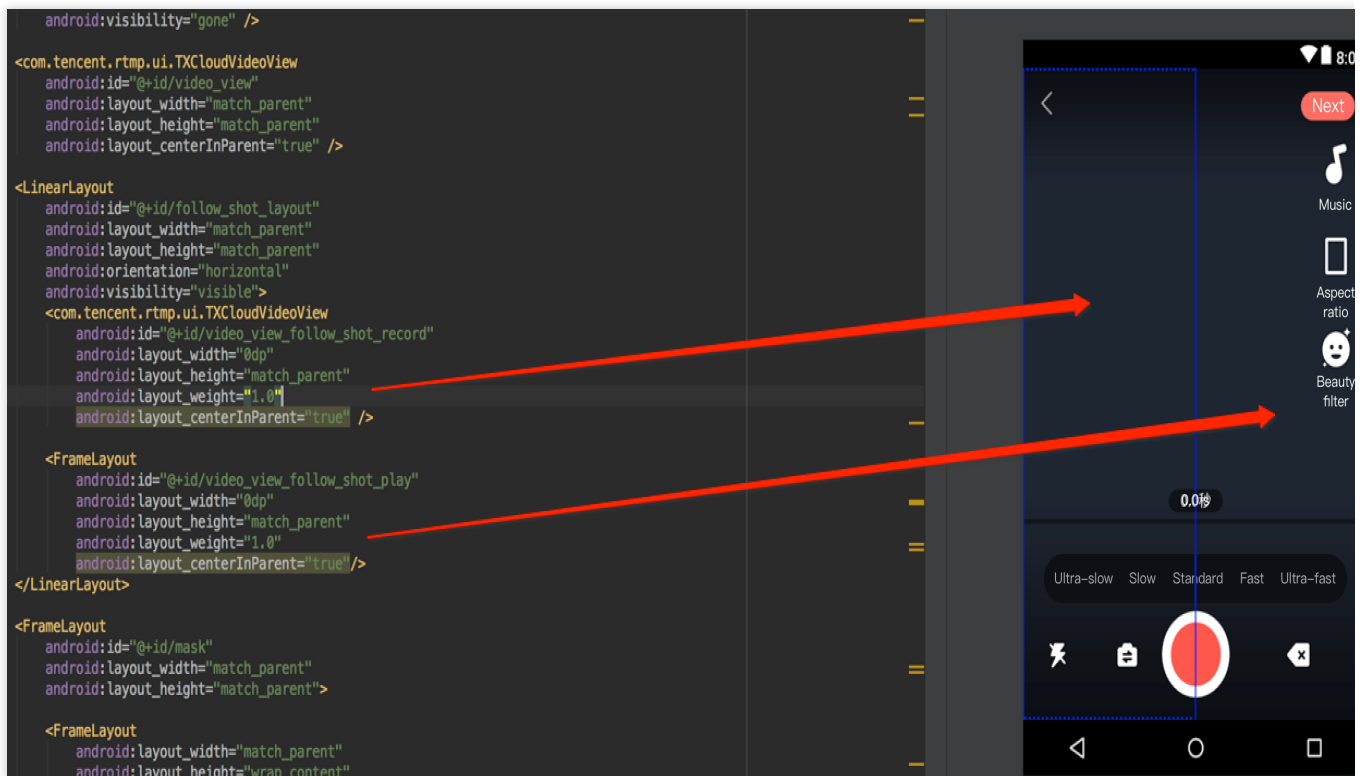 android:visibility="gone" />
<com.tencent.rtmp.ui.TXCloudVideoView
android:id="@+id/video_view"
android:layout_width="match_parent"
android:layout_height="match_parent"
android:layout_centerInParent="true" />
<LinearLayout
android:id="@+id/follow_shot_layout"
android:layout_width="match_parent"
android:layout_height="match_parent"
android:orientation="horizontal"
android:visibility="visible">
<com.tencent.rtmp.ui.TXCloudVideoView
android:id="@+id/video_view_follow_shot_record"
android:layout_width="0dp"
android:layout_height="match_parent"
android:layout_weight="1.0"
android:layout_centerInParent="true" />
<FrameLayout
android:id="@+id/video_view_follow_shot_play"
android:layout_width="0dp"
android:layout_height="match_parent"
android:layout_weight="1.0"
android:layout_centerInParent="true"/>
</LinearLayout>
<FrameLayout
android:id="@+id/mask"
android:layout_width="match_parent"
android:layout_height="match_parent">
<FrameLayout
android:layout_width="match_parent"
android:layout_height="wrap_content"
8:0
Next
Music
Aspect
ratio
Beauty
filter
0.0秒
Ultra-slow Slow Standard Fast Ultra-fast